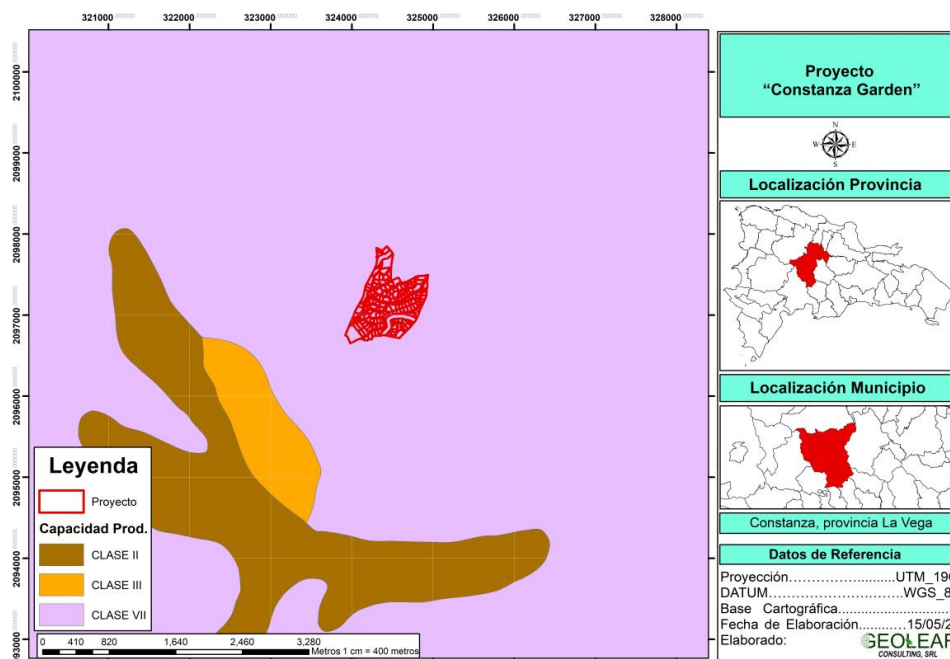 321000 322000 323000 324000 325000 326000 327000 328000
2100000
2099000
2098000
2097000
2096000
2095000
2094000
93000
Leyenda
Proyecto
Capacidad Prod.
CLASE II
CLASE III
CLASE VII
0 410 820 1,640 2,460 3,280
Metros 1 cm = 400 metros
Proyecto
“Constanza Garden”
N
W E
S
Localización Provincia
Localización Municipio
Constanza, provincia La Vega
Datos de Referencia
Proyección.......................UTM_19
DATUM..............................WGS_8
Base Cartográfica...................
Fecha de Elaboración...........15/05/2
Elaborado: GEOLEAF
CONSULTING, SRL